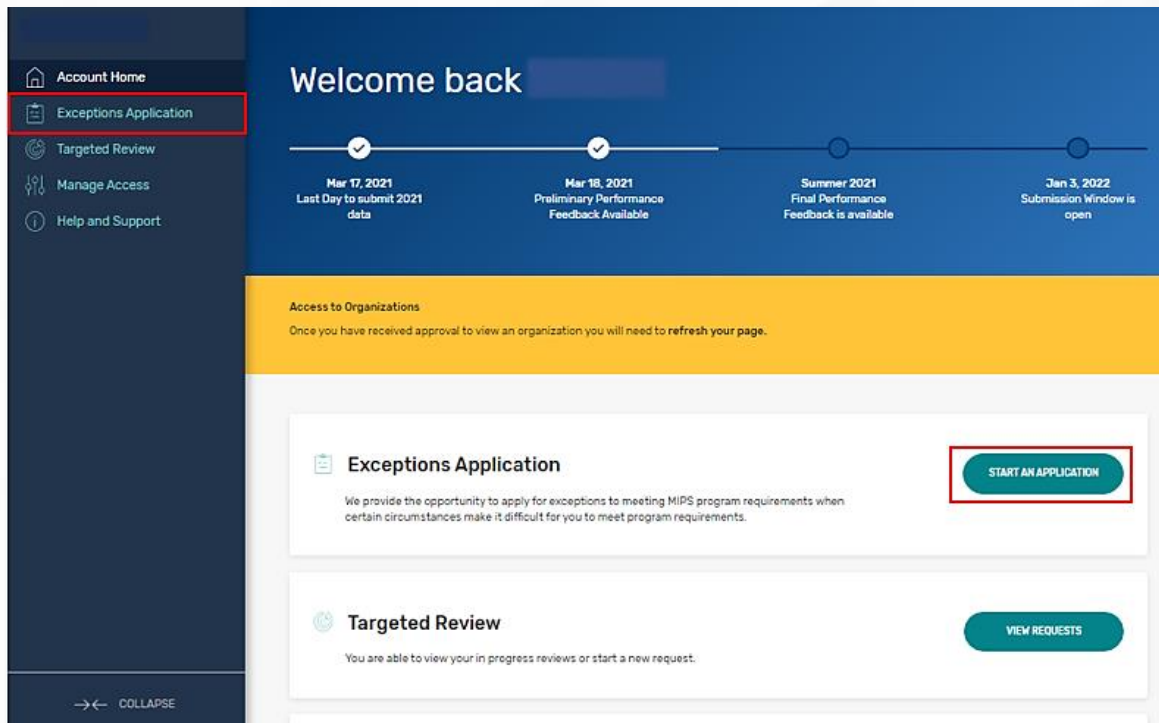 Account Home
Exceptions Application
Targeted Review
Manage Access
Help and Support
COLLAPSE
Welcome back
Mar 17, 2021
Last Day to submit 2021
data
Mar 18, 2021
Preliminary Performance
Feedback Available
Summer 2021
Final Performance
Feedback is available
Jan 3, 2022
Submission Window is
open
Access to Organizations
Once you have received approval to view an organization you will need to refresh your page.
Exceptions Application
We provide the opportunity to apply for exceptions to meeting MIPS program requirements when
certain circumstances make it difficult for you to meet program requirements.
START AN APPLICATION
Targeted Review
You are able to view your in progress reviews or start a new request.
VIEW REQUESTS